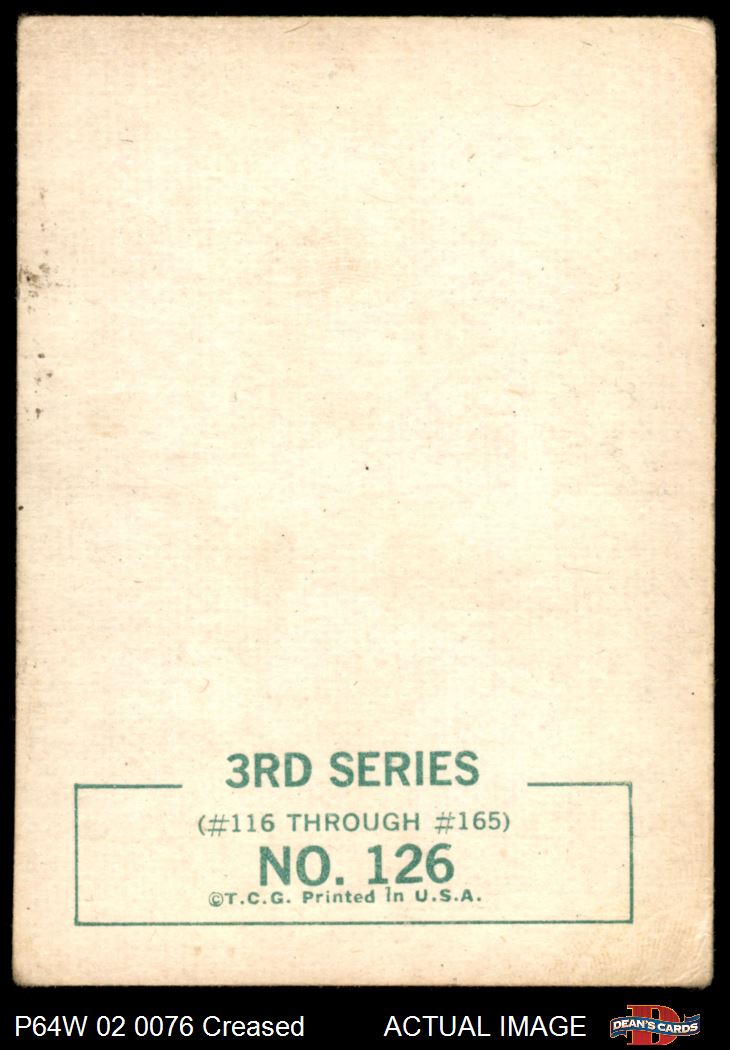 3RD SERIES
(#116 THROUGH #165)
NO. 126
©T.C.G. Printed in U.S.A.
P64W 02 0076 Creased
ACTUAL IMAGE
DEAN'S CARDS